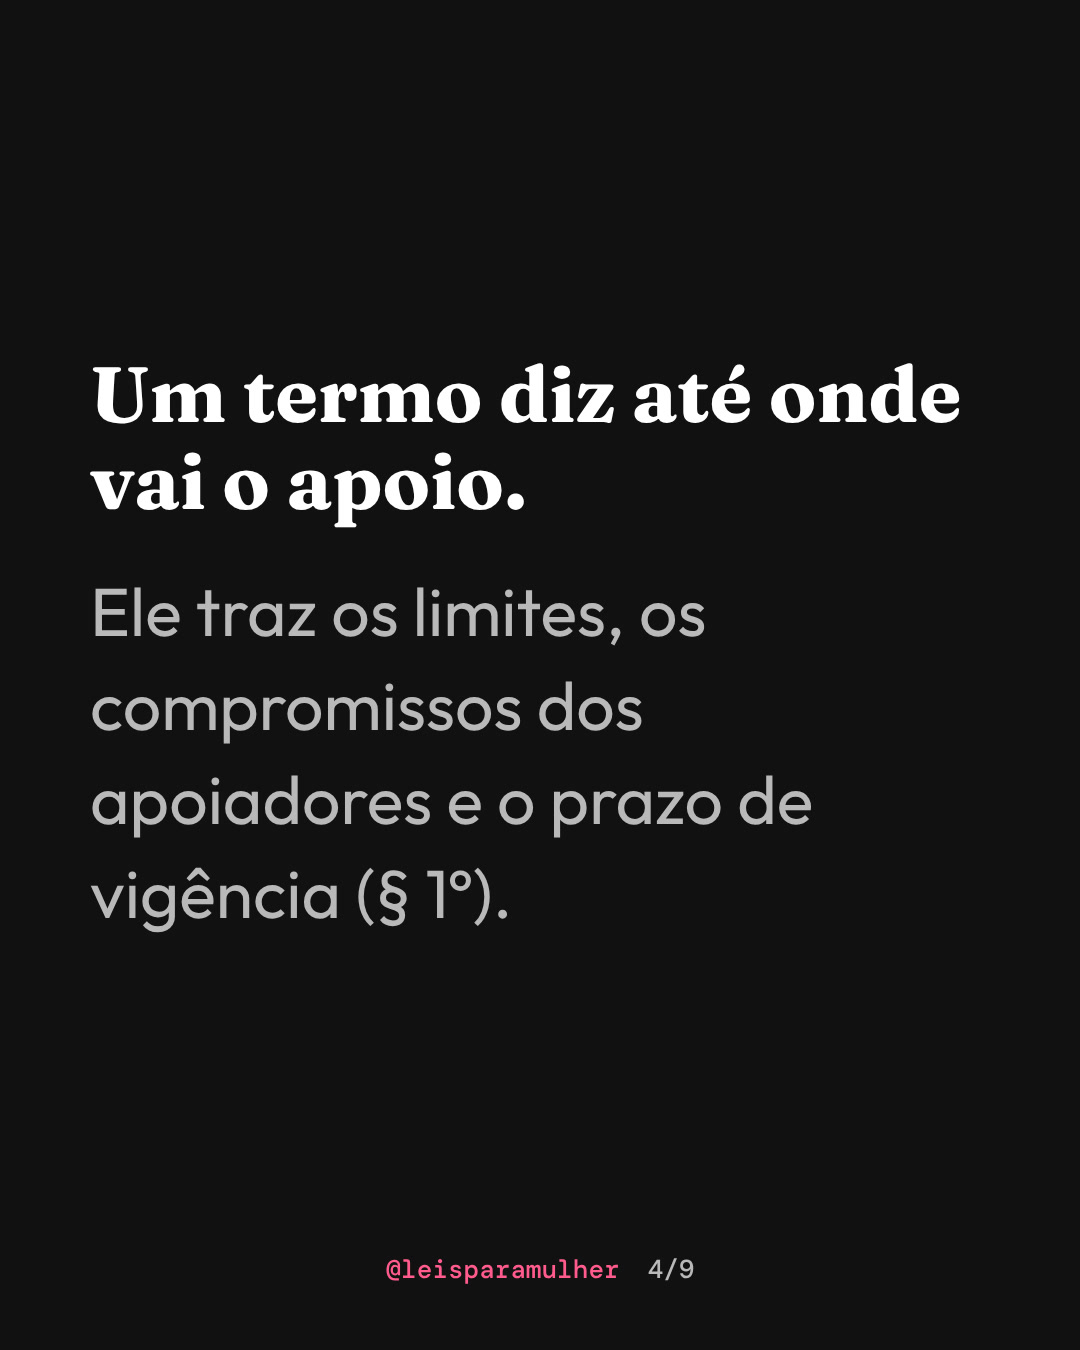 Um termo diz até onde
vai o apoio.
Ele traz os limites, os
compromissos dos
apoiadores e o prazo de
vigência (§ 1º).
@leisparamulher 4/9